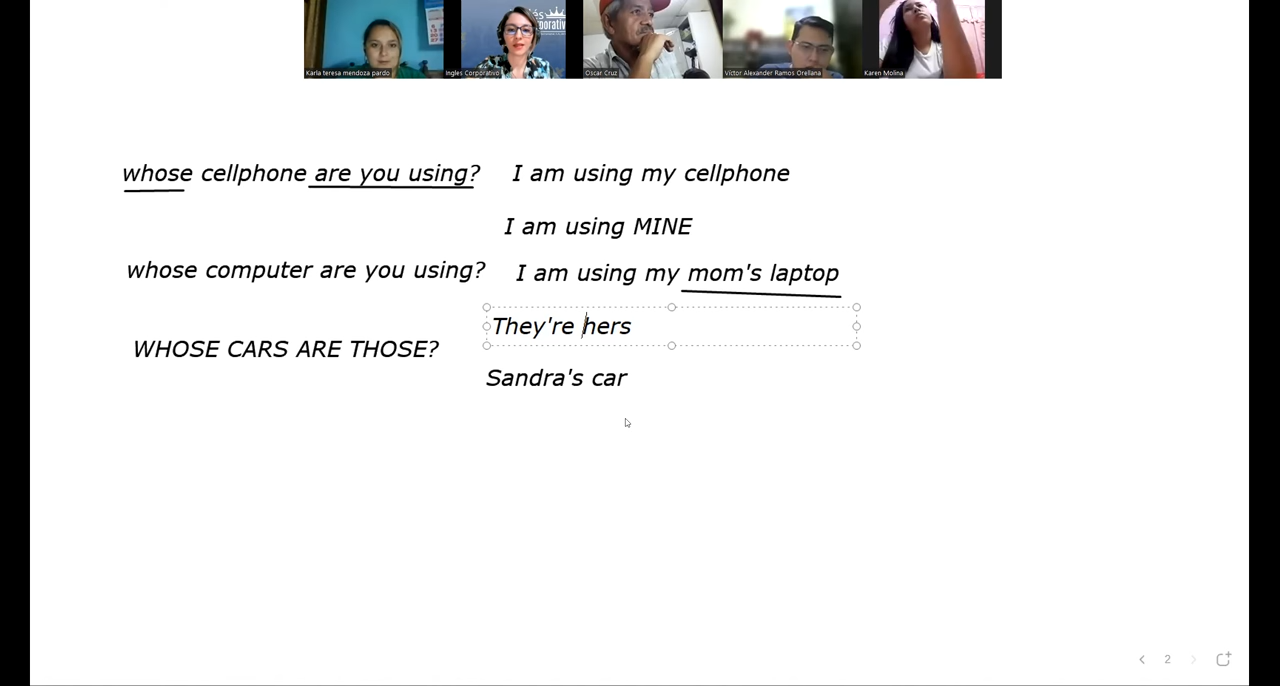 Karla teresa mendoza pardo
Ingles Corporativo
Oscar Cruz
Victor Alexander Ramos Orellana
Karen Molina
whose cellphone are you using? I am using my cellphone
I am using MINE
whose computer are you using? I am using my mom's laptop
They're hers
WHOSE CARS ARE THOSE?
Sandra's car
2